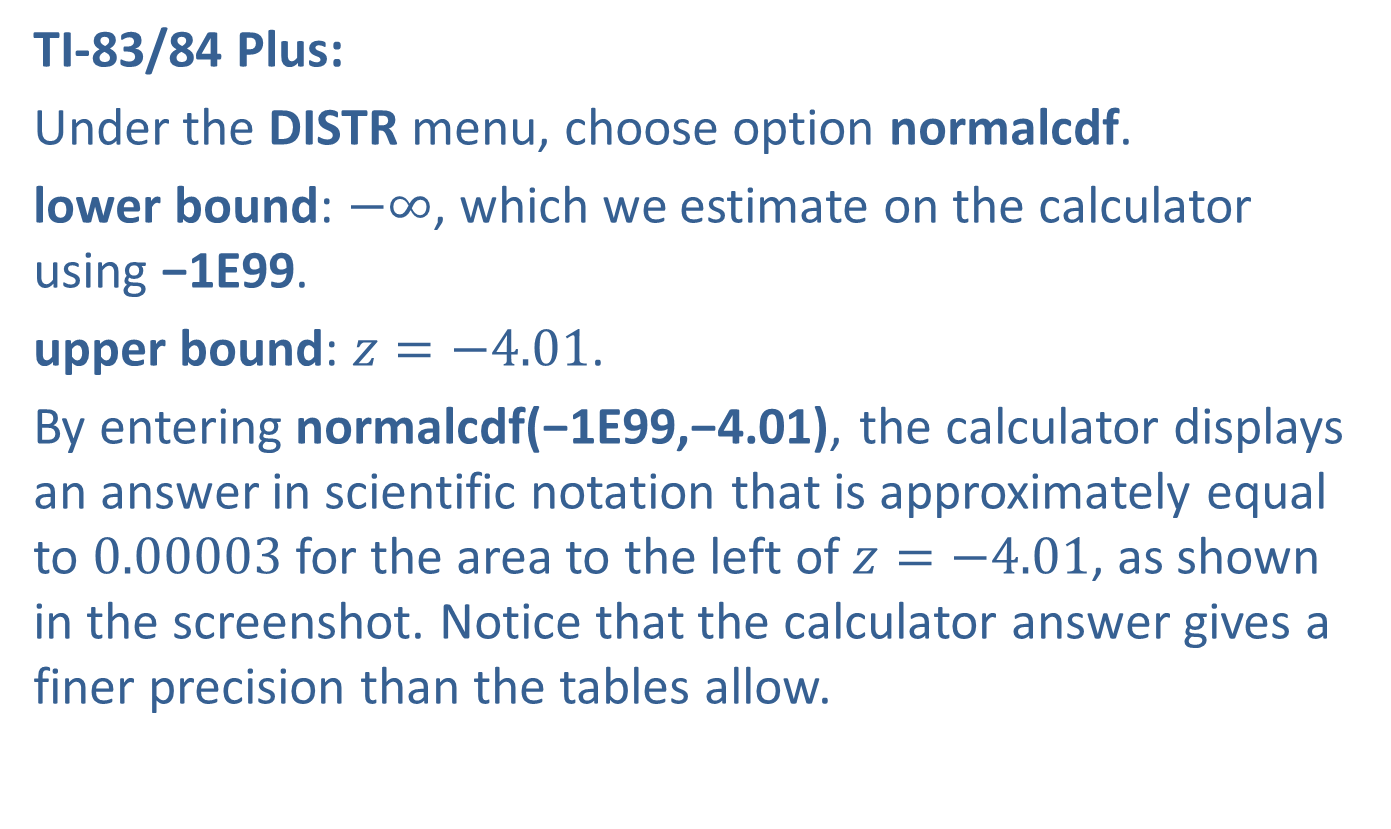 TI-83/84 Plus:
Under the DISTR menu, choose option normalcdf.
lower bound: −∞, which we estimate on the calculator
using −1E99.
upper bound: z = −4.01.
By entering normalcdf(−1E99,−4.01), the calculator displays
an answer in scientific notation that is approximately equal
to 0.00003 for the area to the left of z = −4.01, as shown
in the screenshot. Notice that the calculator answer gives a
finer precision than the tables allow.